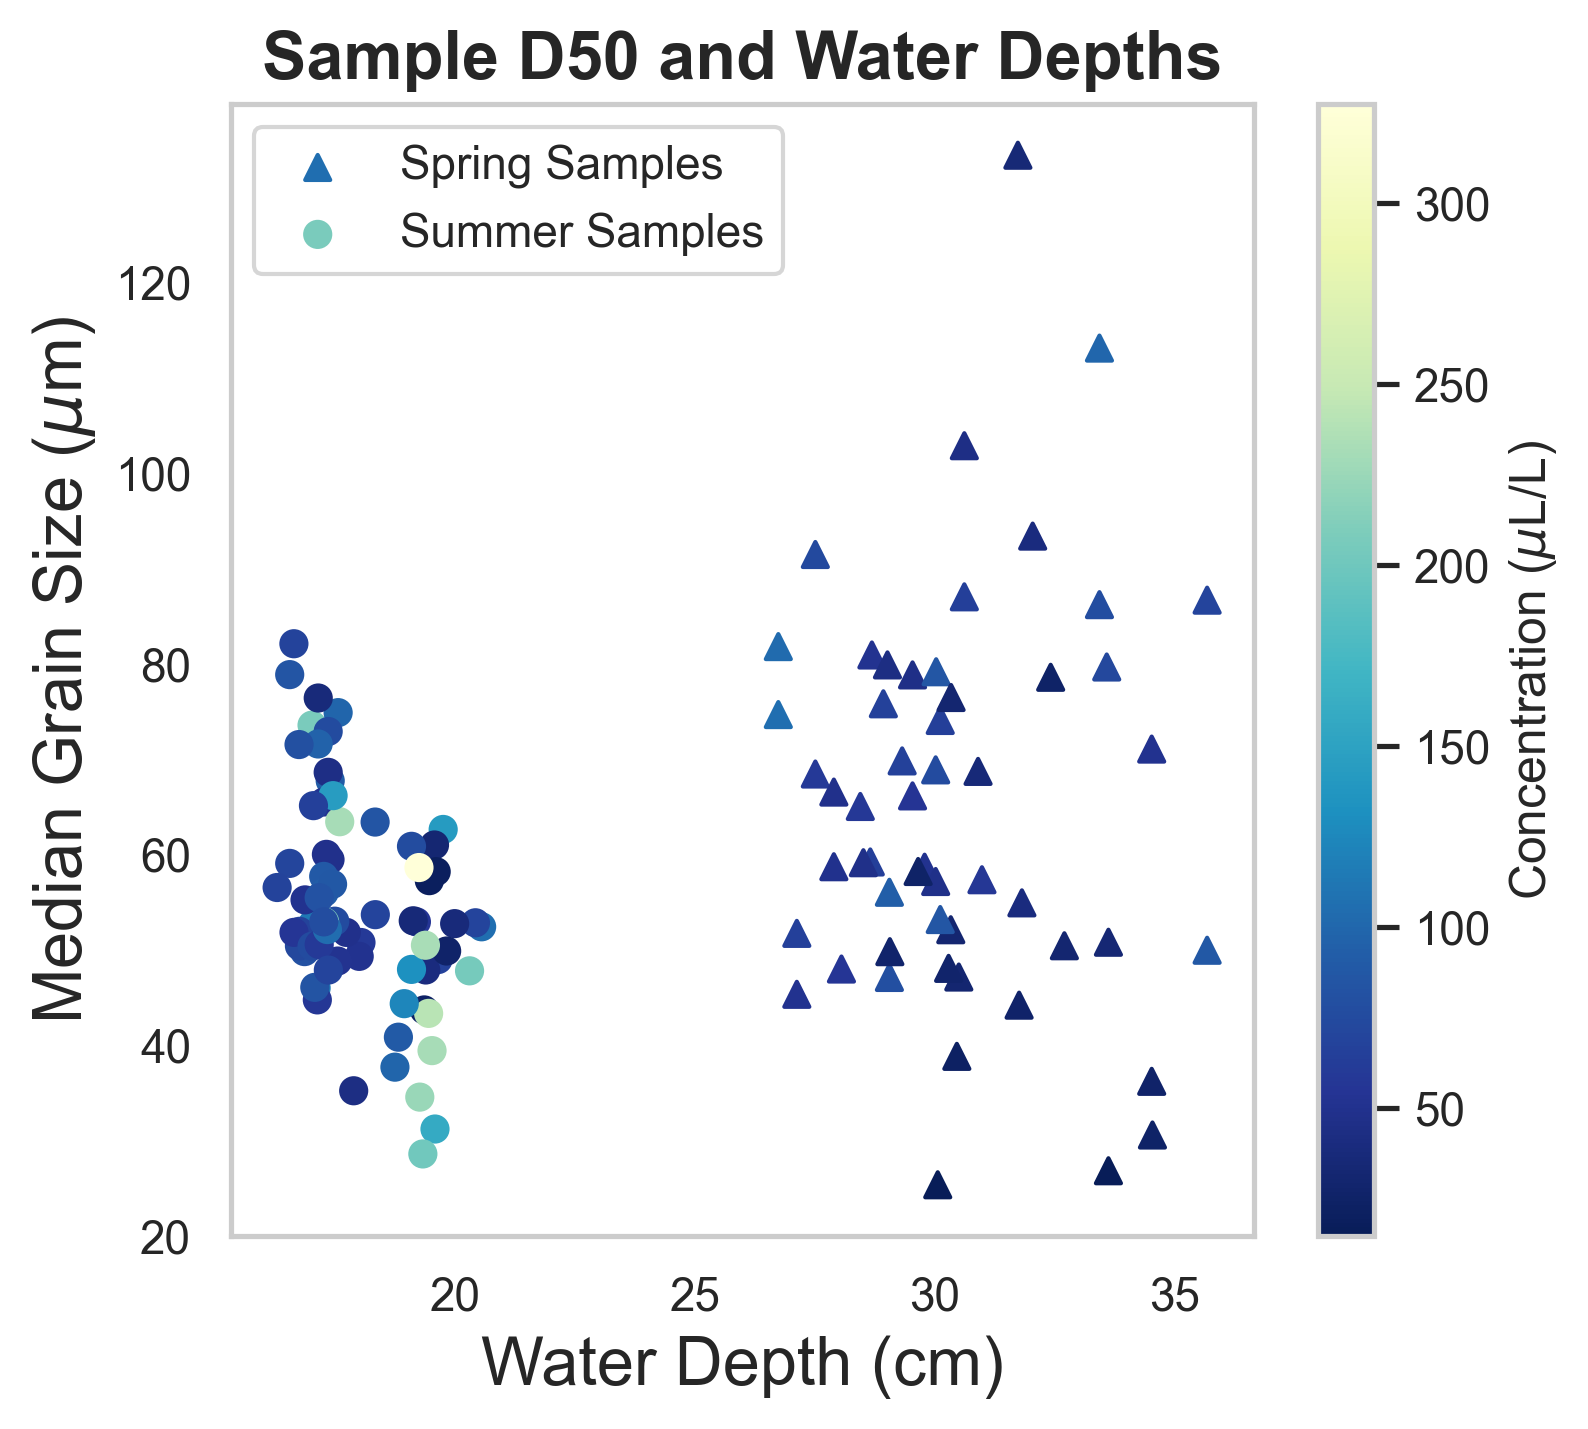 Sample D50 and Water Depths
Spring Samples
Summer Samples
Median Grain Size (μm)
120
100
80
60
40
20
20
25
30
35
Water Depth (cm)
300
250
200
150
100
50
Concentration (μL/L)